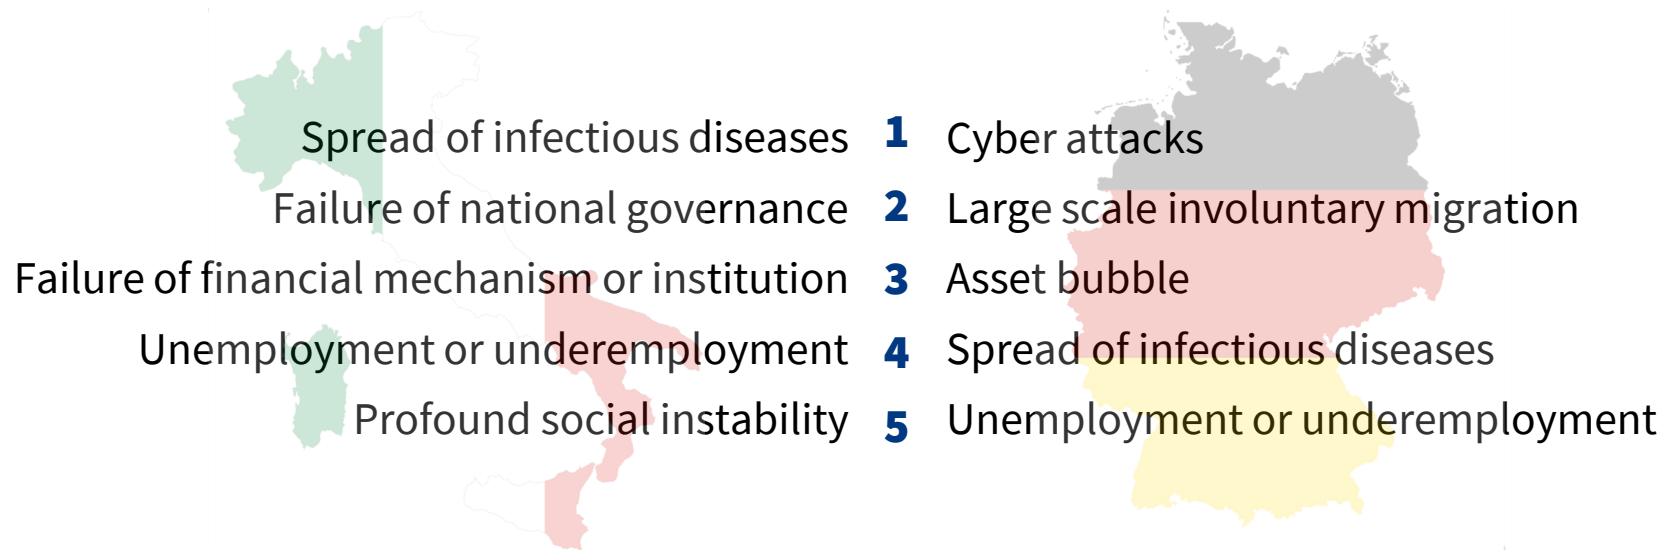 Spread of infectious diseases 1 Cyber attacks
Failure of national governance 2 Large scale involuntary migration
Failure of financial mechanism or institution 3 Asset bubble
Unemployment or underemployment 4 Spread of infectious diseases
Profound social instability 5 Unemployment or underemployment